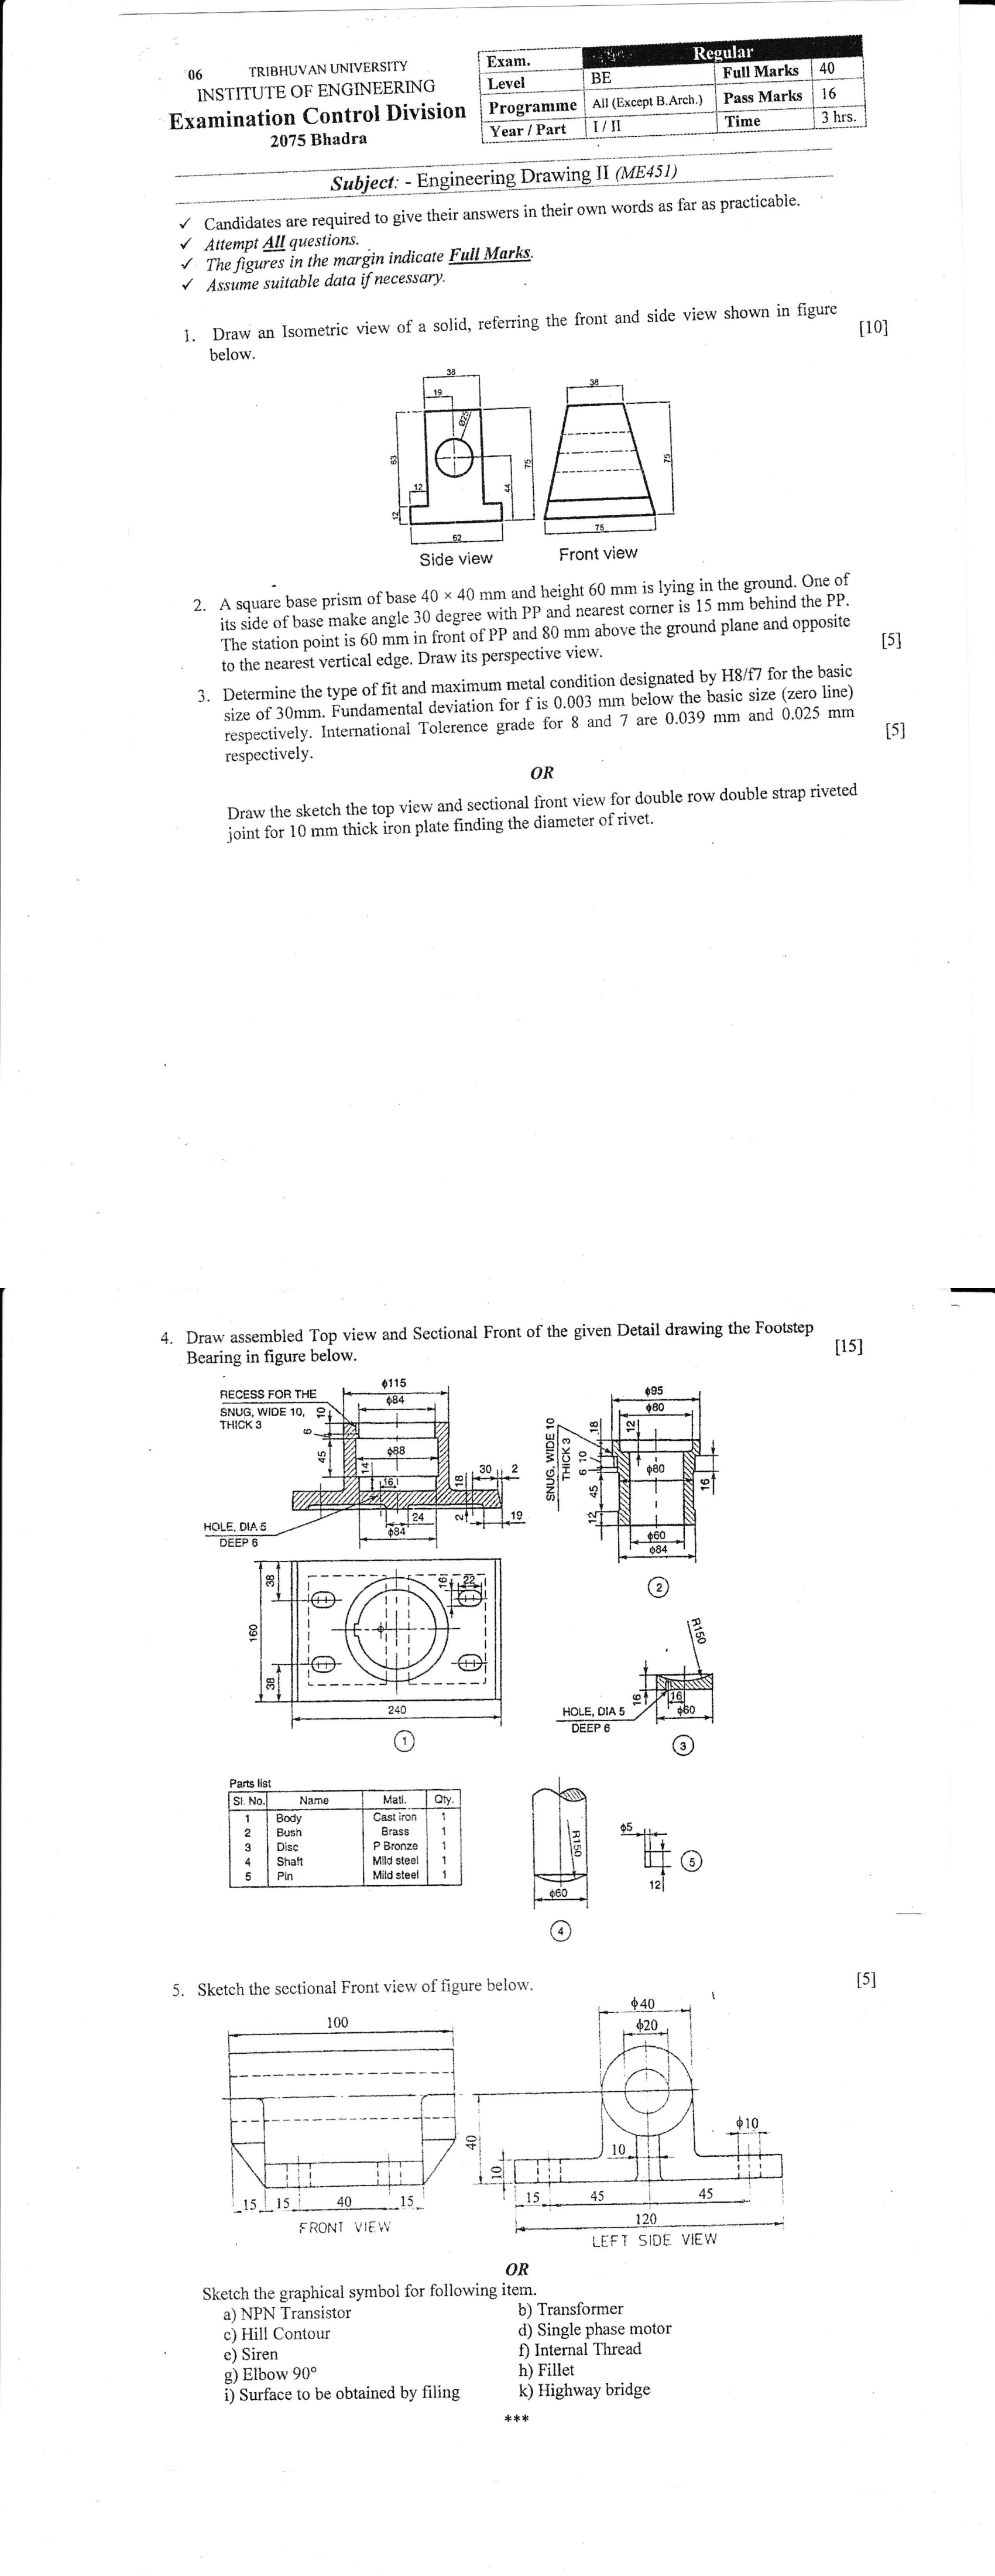 06 TRIBHUVAN UNIVERSITY
INSTITUTE OF ENGINEERING
Examination Control Division
2075 Bhadra
Exam. Regular
Level BE Full Marks 40
Programme All (Except B.Arch.) Pass Marks 16
Year / Part I / II Time 3 hrs.
Subject: - Engineering Drawing II (ME451)
✓ Candidates are required to give their answers in their own words as far as practicable.
✓ Attempt All questions.
✓ The figures in the margin indicate Full Marks.
✓ Assume suitable data if necessary.
1. Draw an Isometric view of a solid, referring the front and side view shown in figure
below. [10]
38
38
19
Ø25
63
75
75
12
44
12
62
75
Side view
Front view
2. A square base prism of base 40 × 40 mm and height 60 mm is lying in the ground. One of
its side of base make angle 30 degree with PP and nearest corner is 15 mm behind the PP.
The station point is 60 mm in front of PP and 80 mm above the ground plane and opposite
to the nearest vertical edge. Draw its perspective view. [5]
3. Determine the type of fit and maximum metal condition designated by H8/f7 for the basic
size of 30mm. Fundamental deviation for f is 0.003 mm below the basic size (zero line)
respectively. International Tolerence grade for 8 and 7 are 0.039 mm and 0.025 mm
respectively. [5]
OR
Draw the sketch the top view and sectional front view for double row double strap riveted
joint for 10 mm thick iron plate finding the diameter of rivet.
4. Draw assembled Top view and Sectional Front of the given Detail drawing the Footstep
Bearing in figure below. [15]
RECESS FOR THE
SNUG, WIDE 10,
THICK 3
ϕ115
ϕ84
10
6
45
ϕ88
14
16
18
30
2
24
2
19
ϕ84
HOLE, DIA 5
DEEP 6
38
160
38
16
22
240
1
SNUG, WIDE 10
THICK 3
ϕ95
ϕ80
18
12
6 10
ϕ80
45
16
12
ϕ60
ϕ84
2
R150
16
16
ϕ60
HOLE, DIA 5
DEEP 6
3
Parts list
Sl. No. Name Matl. Qty.
1 Body Cast iron 1
2 Bush Brass 1
3 Disc P Bronze 1
4 Shaft Mild steel 1
5 Pin Mild steel 1
R150
ϕ60
4
ϕ5
12
5
5. Sketch the sectional Front view of figure below. [5]
100
ϕ40
ϕ20
ϕ10
40
10
10
15 15 40 15
15 45 45
120
FRONT VIEW
LEFT SIDE VIEW
OR
Sketch the graphical symbol for following item.
a) NPN Transistor b) Transformer
c) Hill Contour d) Single phase motor
e) Siren f) Internal Thread
g) Elbow 90° h) Fillet
i) Surface to be obtained by filing k) Highway bridge
***